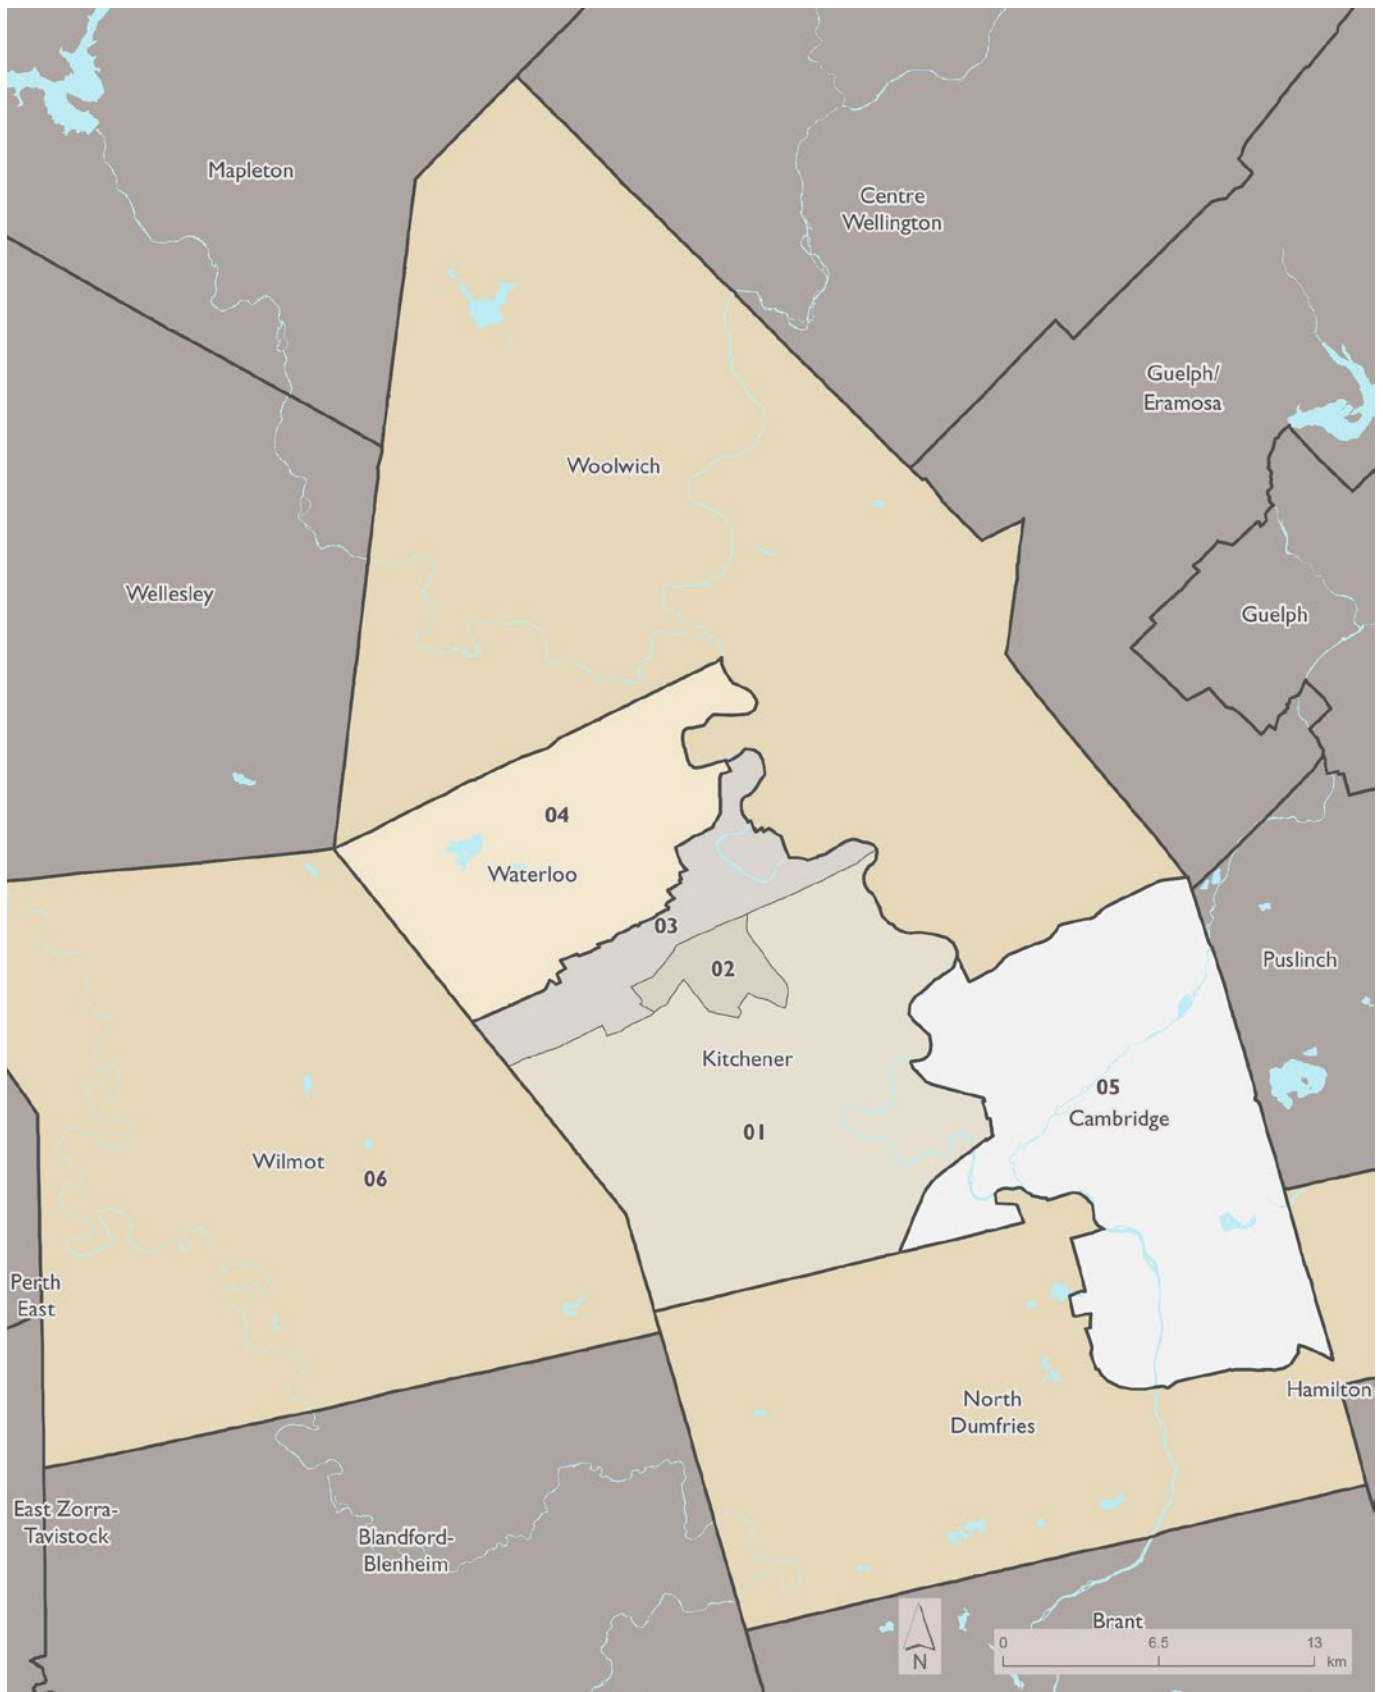 Mapleton
Centre
Wellington
Guelph/
Eramosa
Woolwich
Wellesley
Guelph
04
Waterloo
03
02
Puslinch
Kitchener
05
Cambridge
01
Wilmot
06
Perth
East
North
Dumfries
Hamilton
East Zorra-
Tavistock
Blandford-
Blenheim
Brant
N
0 6.5 13
km